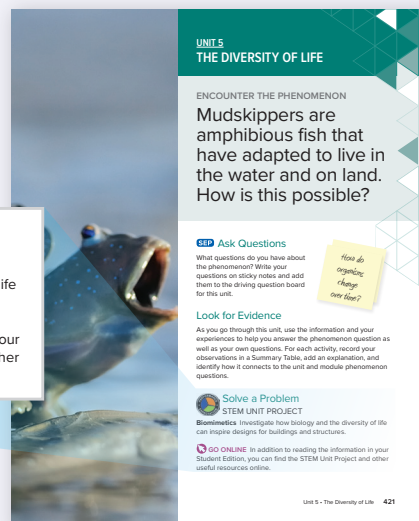 UNIT 5
THE DIVERSITY OF LIFE
ENCOUNTER THE PHENOMENON
Mudskippers are
amphibious fish that
have adapted to live in
the water and on land.
How is this possible?
ife
our
her
SEP Ask Questions
What questions do you have about
the phenomenon? Write your
questions on sticky notes and add
them to the driving question board
for this unit.
How do
organisms
change
over time?
Look for Evidence
As you go through this unit, use the information and your
experiences to help you answer the phenomenon question as
well as your own questions. For each activity, record your
observations in a Summary Table, add an explanation, and
identify how it connects to the unit and module phenomenon
questions.
Solve a Problem
STEM UNIT PROJECT
Biomimetics Investigate how biology and the diversity of life
can inspire designs for buildings and structures.
GO ONLINE In addition to reading the information in your
Student Edition, you can find the STEM Unit Project and other
useful resources online.
Unit 5 • The Diversity of Life 421